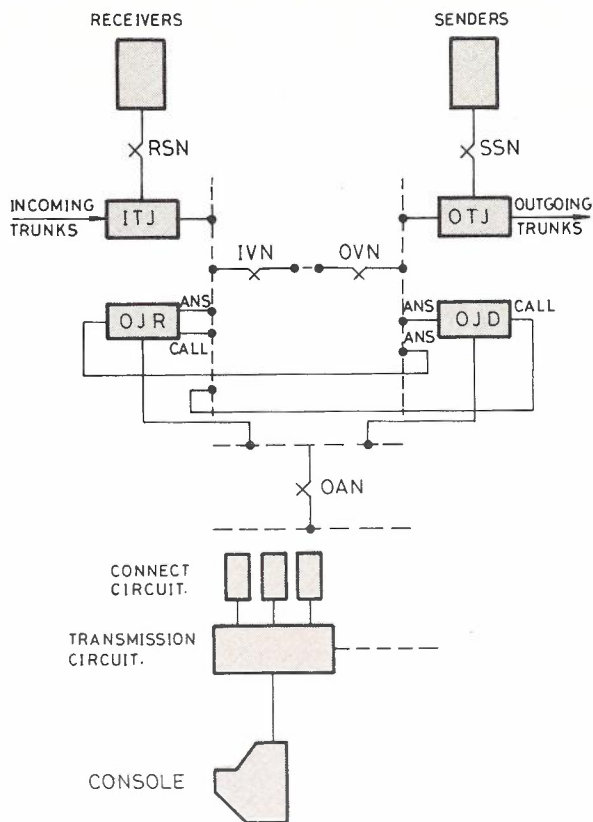 RECEIVERS
SENDERS
RSN
SSN
INCOMING
TRUNKS
ITJ
OTJ
OUTGOING
TRUNKS
IVN
OVN
OJR
ANS
CALL
ANS
ANS
OJD
CALL
OAN
CONNECT
CIRCUIT.
TRANSMISSION
CIRCUIT.
CONSOLE